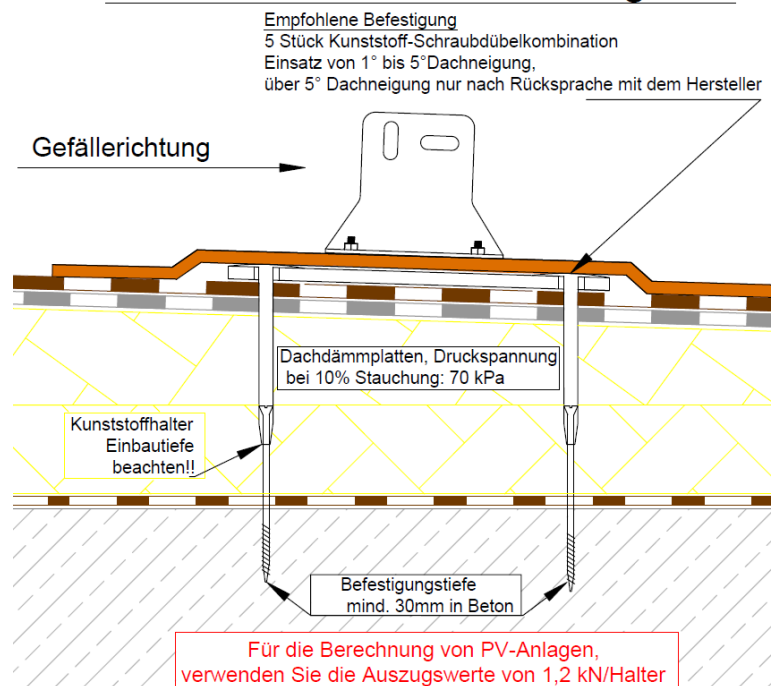 Empfohlene Befestigung
5 Stück Kunststoff-Schraubdübelkombination
Einsatz von 1° bis 5°Dachneigung,
über 5° Dachneigung nur nach Rücksprache mit dem Hersteller
Gefällerichtung
Dachdämmplatten, Druckspannung
bei 10% Stauchung: 70 kPa
Kunststoffhalter
Einbautiefe
beachten!!
Befestigungstiefe
mind. 30mm in Beton
Für die Berechnung von PV-Anlagen,
verwenden Sie die Auszugswerte von 1,2 kN/Halter